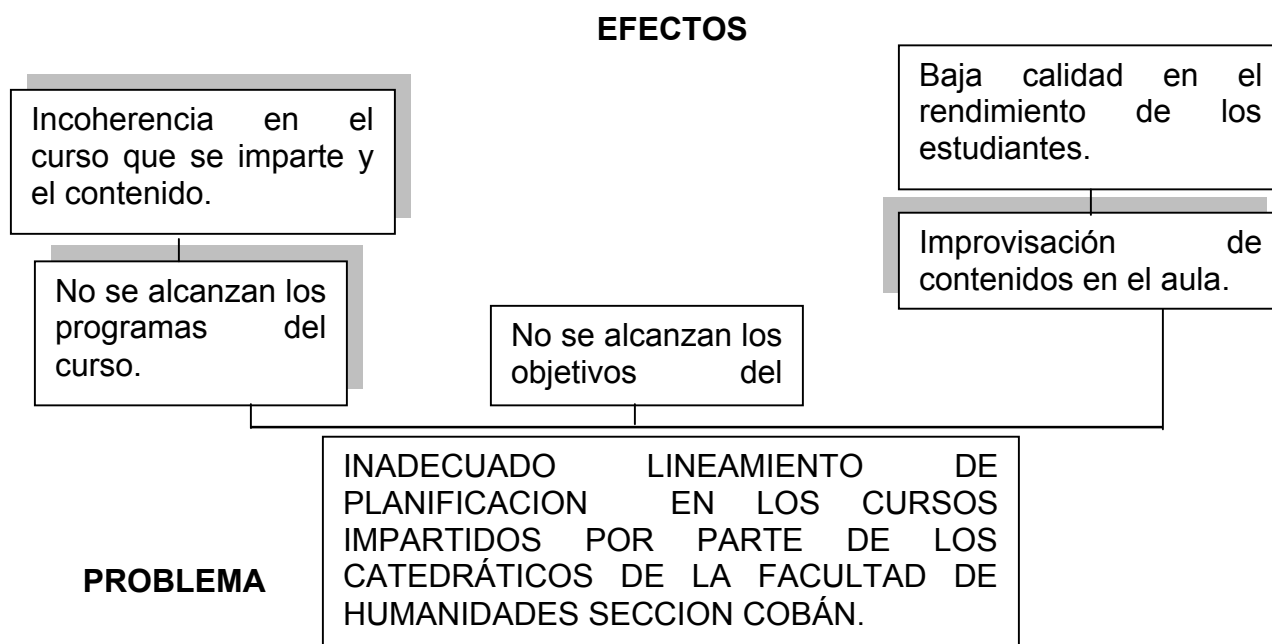 EFECTOS
Incoherencia en el
curso que se imparte y
el contenido.
Baja calidad en el
rendimiento de los
estudiantes.
No se alcanzan los
programas del
curso.
No se alcanzan los
objetivos del
Improvisación de
contenidos en el aula.
PROBLEMA
INADECUADO LINEAMIENTO DE
PLANIFICACION EN LOS CURSOS
IMPARTIDOS POR PARTE DE LOS
CATEDRÁTICOS DE LA FACULTAD DE
HUMANIDADES SECCION COBÁN.